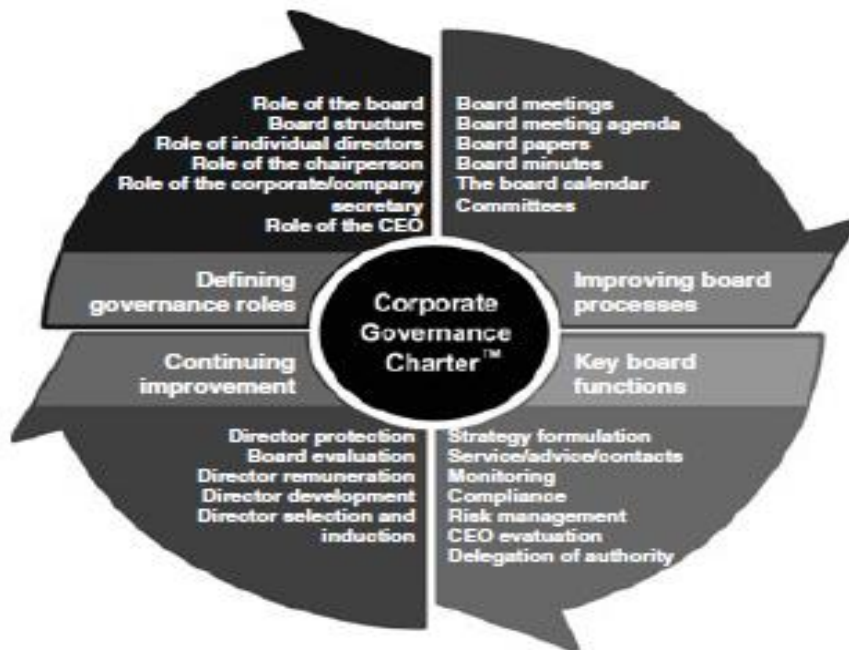 Role of the board
Board structure
Role of individual directors
Role of the chairperson
Role of the corporate/company
secretary
Role of the CEO
Defining
governance roles
Board meetings
Board meeting agenda
Board papers
Board minutes
The board calendar
Committees
Improving board
processes
Corporate
Governance
Charter™
Continuing
improvement
Director protection
Board evaluation
Director remuneration
Director development
Director selection and
induction
Key board
functions
Strategy formulation
Service/advice/contacts
Monitoring
Compliance
Risk management
CEO evaluation
Delegation of authority